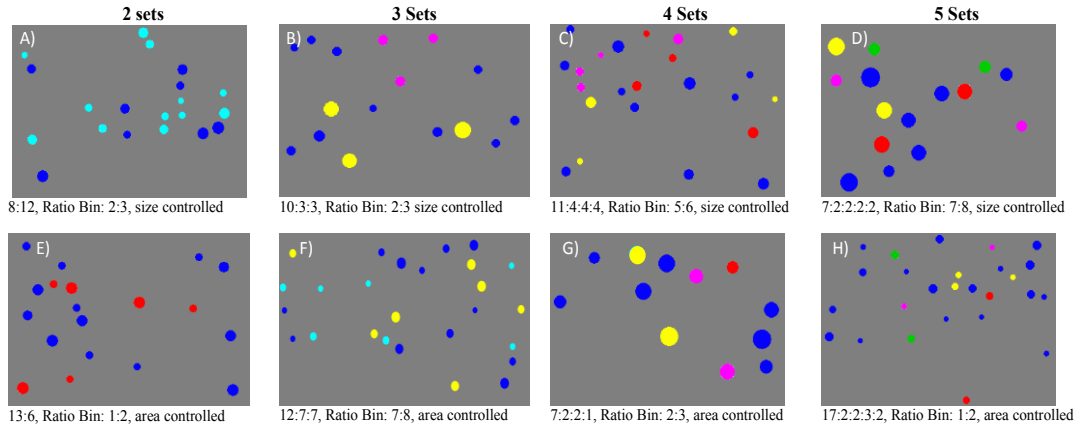 2 sets
3 Sets
4 Sets
5 Sets
A)
B)
C)
D)
8:12, Ratio Bin: 2:3, size controlled
10:3:3, Ratio Bin: 2:3 size controlled
11:4:4:4, Ratio Bin: 5:6, size controlled
7:2:2:2:2, Ratio Bin: 7:8, size controlled
E)
F)
G)
H)
13:6, Ratio Bin: 1:2, area controlled
12:7:7, Ratio Bin: 7:8, area controlled
7:2:2:1, Ratio Bin: 2:3, area controlled
17:2:2:3:2, Ratio Bin: 1:2, area controlled